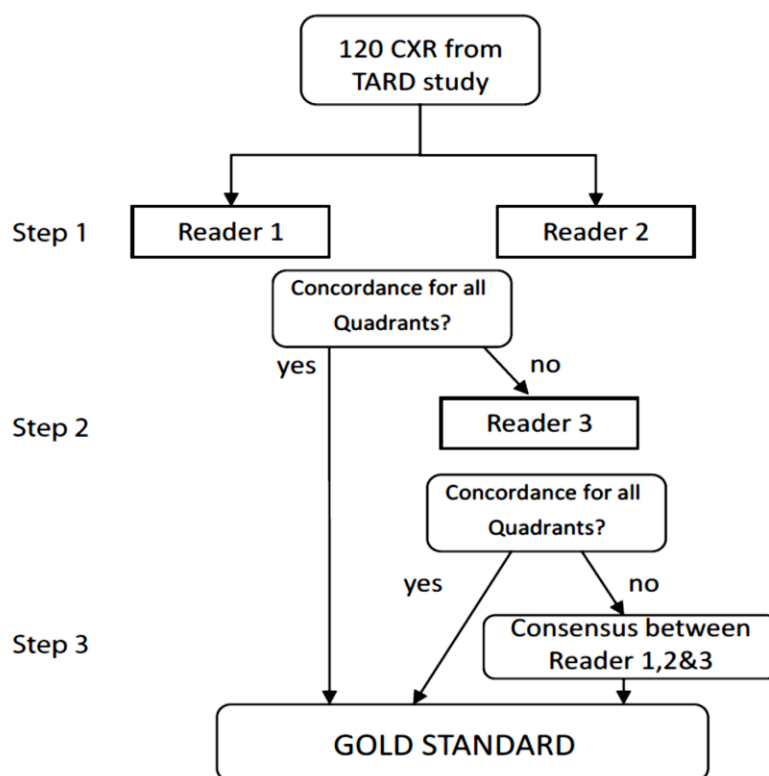 120 CXR from
TARD study
Step 1
Reader 1
Reader 2
Concordance for all
Quadrants?
yes
no
Step 2
Reader 3
Concordance for all
Quadrants?
yes
no
Step 3
Consensus between
Reader 1,2&3
GOLD STANDARD